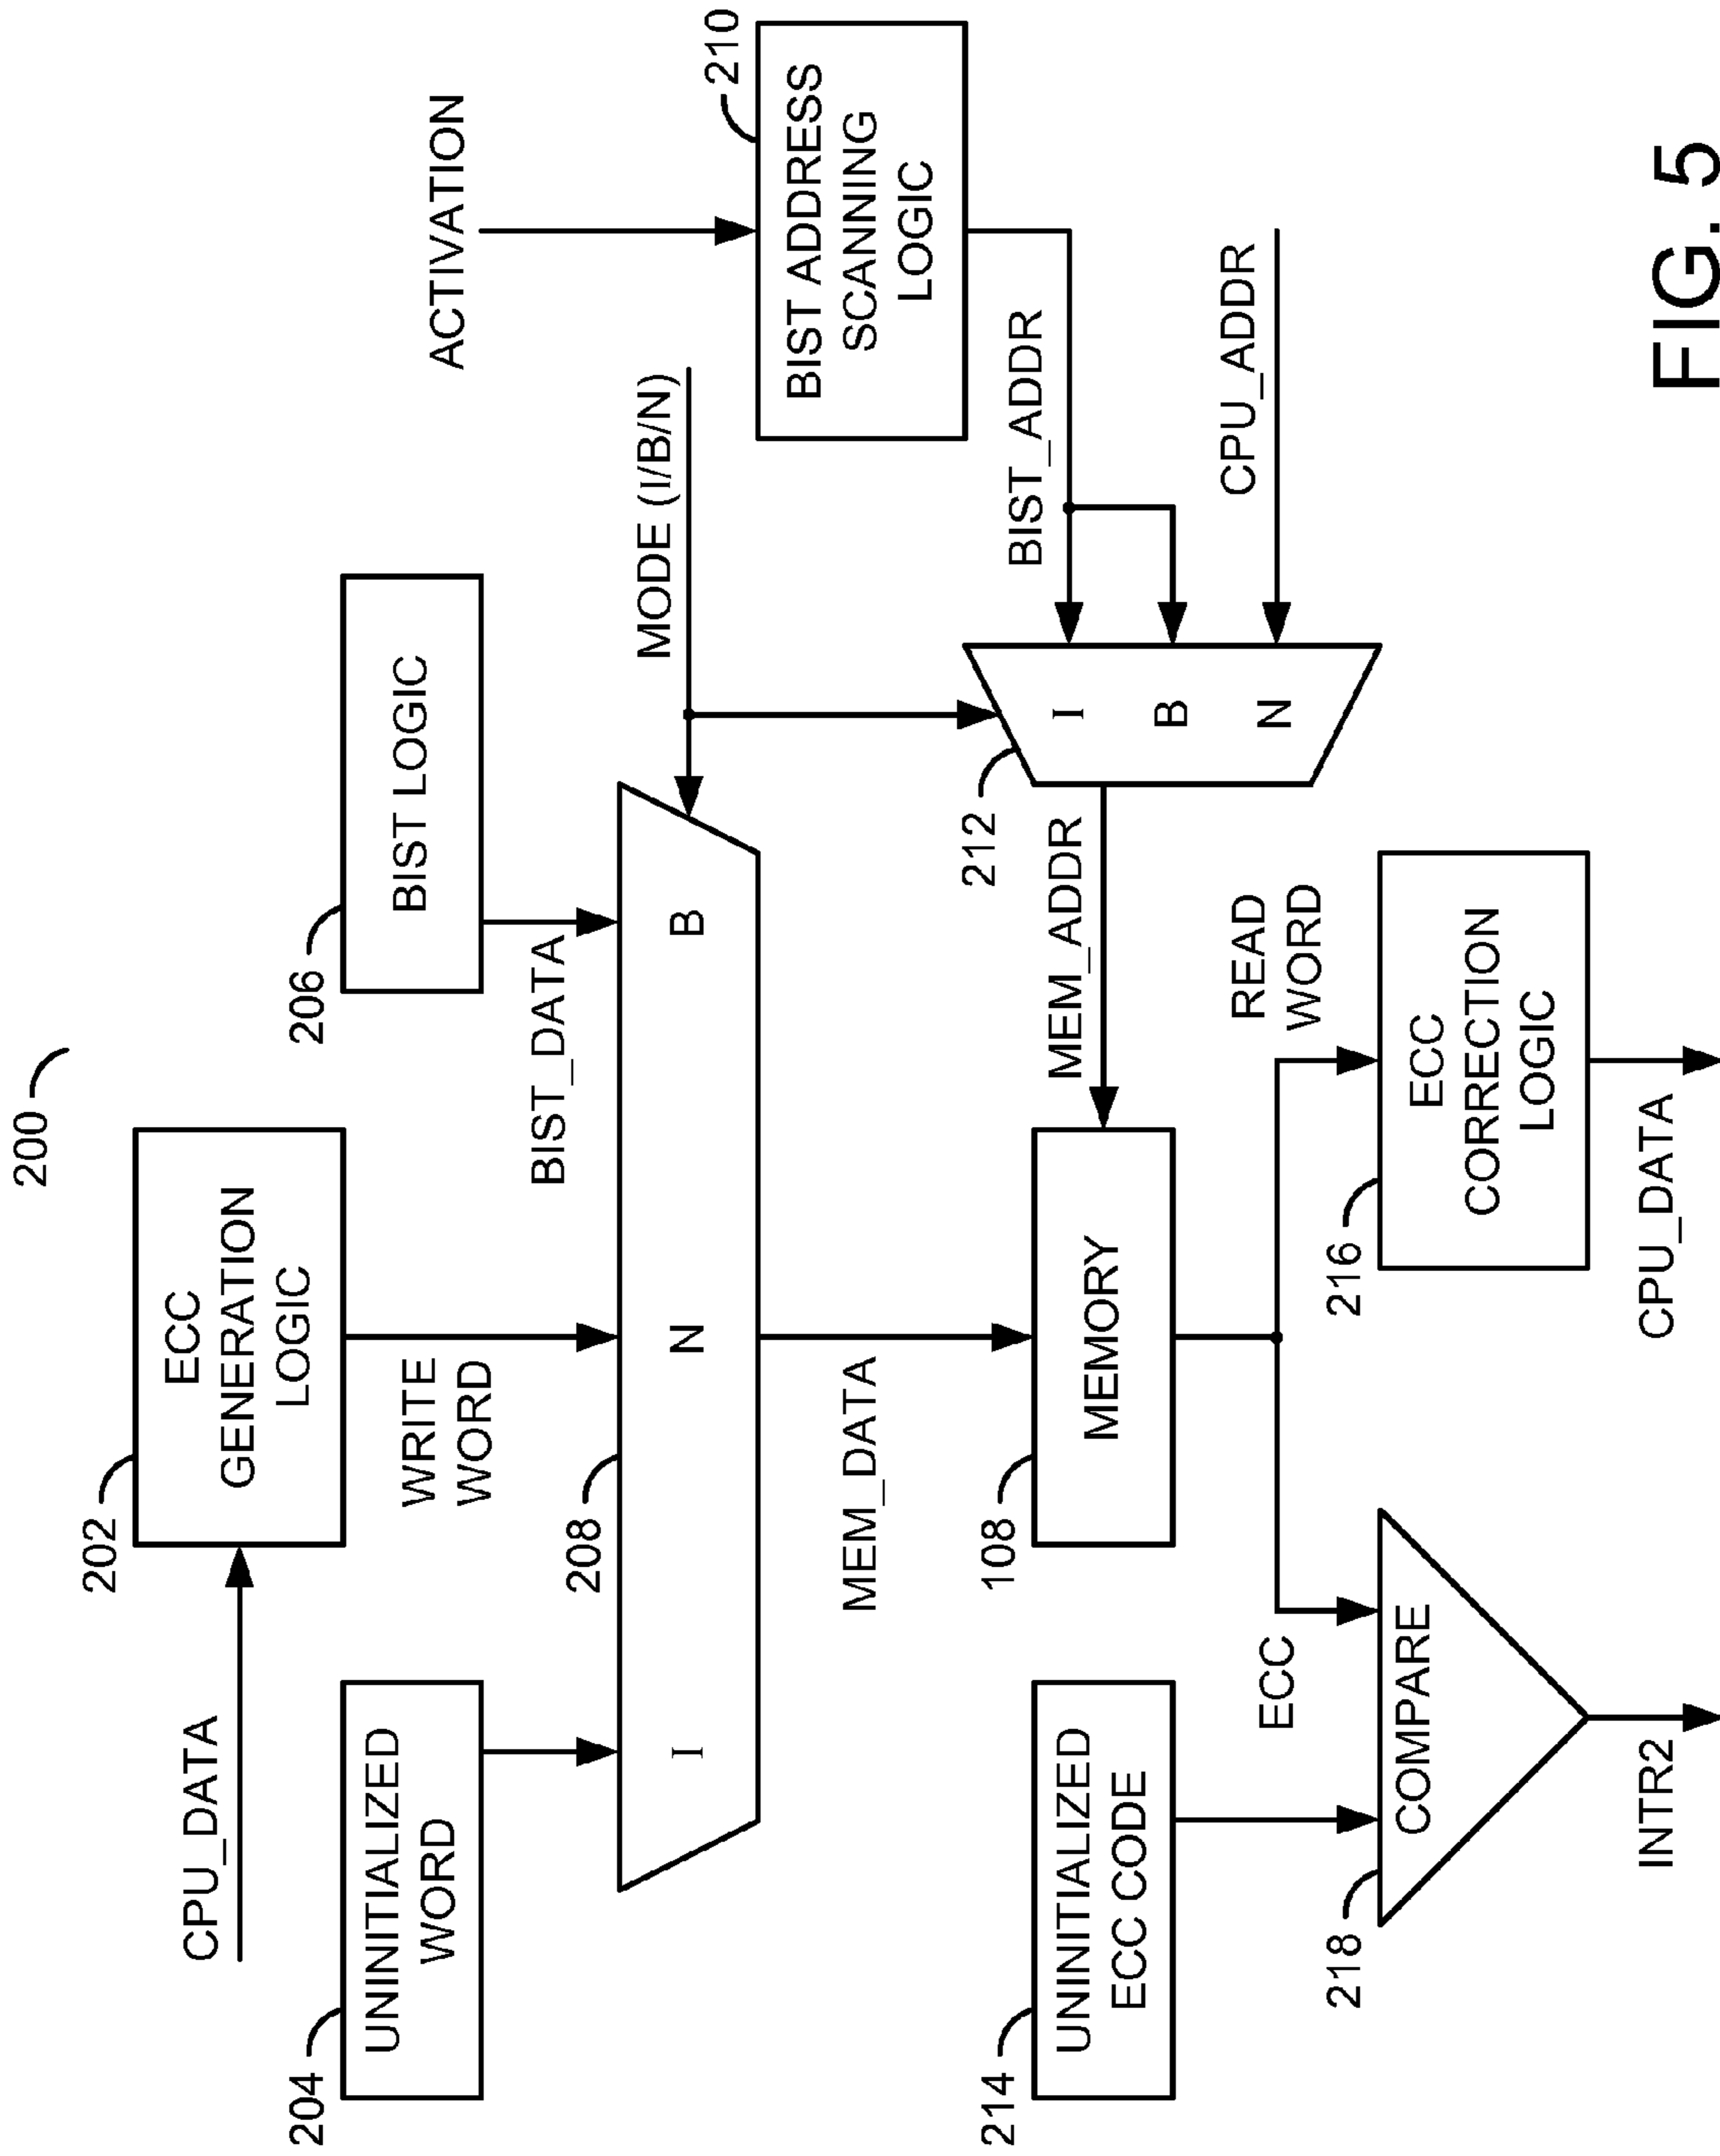 200
CPU_DATA
202
ECC
GENERATION
LOGIC
204
UNINITIALIZED
WORD
206
BIST LOGIC
ACTIVATION
WRITE
WORD
BIST_DATA
MODE (I/B/N)
210
BIST ADDRESS
SCANNING
LOGIC
208
I
N
B
MEM_DATA
BIST_ADDR
CPU_ADDR
212
I
B
N
MEM_ADDR
108
MEMORY
214
UNINITIALIZED
ECC CODE
ECC
READ
WORD
218
COMPARE
216
ECC
CORRECTION
LOGIC
INTR2
CPU_DATA
FIG. 5